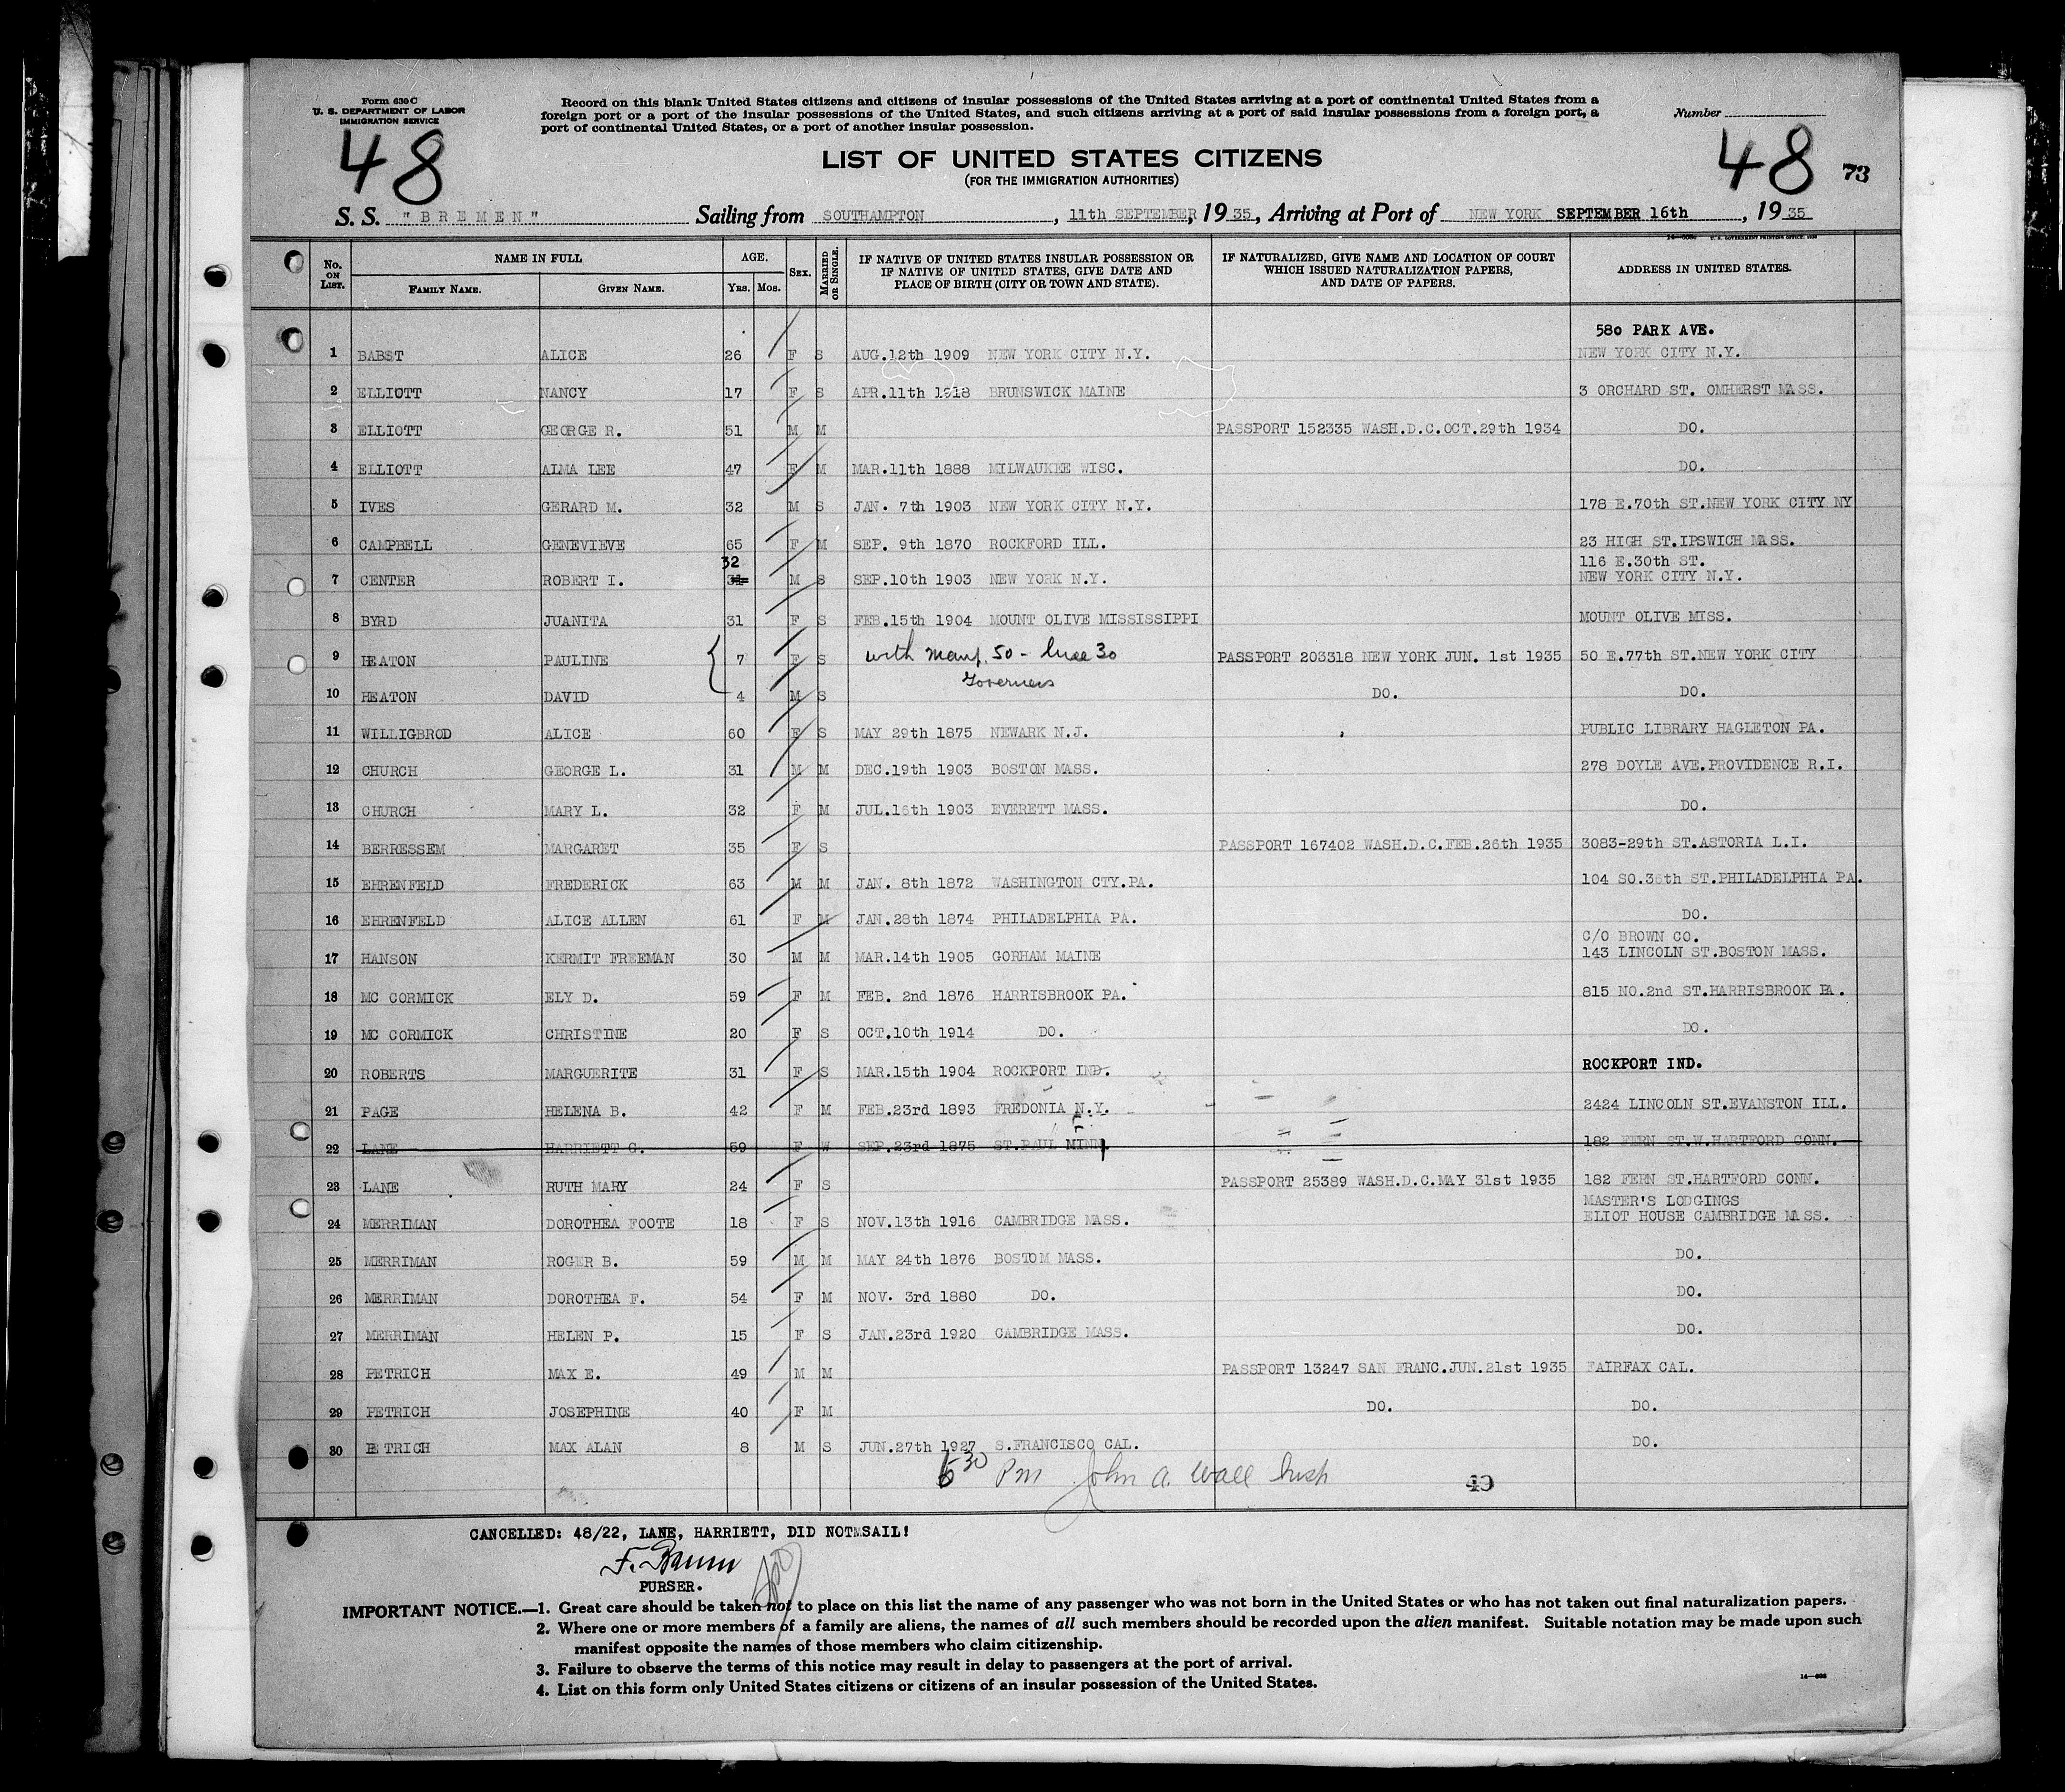 Form 630 C
U. S. DEPARTMENT OF LABOR
IMMIGRATION SERVICE
Record on this blank United States citizens and citizens of insular possessions of the United States arriving at a port of continental United States from a
foreign port or a port of the insular possessions of the United States, and such citizens arriving at a port of said insular possessions from a foreign port, a
port of continental United States, or a port of another insular possession.
Number
48
48 73
LIST OF UNITED STATES CITIZENS
(FOR THE IMMIGRATION AUTHORITIES)
S. S. "BREMEN" Sailing from SOUTHAMPTON, 11th SEPTEMBER, 1935, Arriving at Port of NEW YORK SEPTEMBER 16th, 1935
No. ON LIST. NAME IN FULL FAMILY NAME. GIVEN NAME. AGE. YRS. MOS. SEX. MARRIED OR SINGLE. IF NATIVE OF UNITED STATES INSULAR POSSESSION OR IF NATIVE OF UNITED STATES, GIVE DATE AND PLACE OF BIRTH (CITY OR TOWN AND STATE). IF NATURALIZED, GIVE NAME AND LOCATION OF COURT WHICH ISSUED NATURALIZATION PAPERS, AND DATE OF PAPERS. ADDRESS IN UNITED STATES.
580 PARK AVE.
1 BABST ALICE 26 F S AUG.12th 1909 NEW YORK CITY N.Y. NEW YORK CITY N.Y.
2 ELLIOTT NANCY 17 F S APR.11th 1918 BRUNSWICK MAINE 3 ORCHARD ST. OMHERST MASS.
3 ELLIOTT GEORGE R. 51 M M PASSPORT 152335 WASH.D.C.OCT.29th 1934 DO.
4 ELLIOTT ALMA LEE 47 F M MAR.11th 1888 MILWAUKEE WISC. DO.
5 IVES GERARD M. 32 M S JAN. 7th 1903 NEW YORK CITY N.Y. 178 E.70th ST.NEW YORK CITY NY
6 CAMPBELL GENEVIEVE 65 F M SEP. 9th 1870 ROCKFORD ILL. 23 HIGH ST.IPSWICH MASS.
32 116 E.30th ST.
7 CENTER ROBERT I. 31 M S SEP.10th 1903 NEW YORK N.Y. NEW YORK CITY N.Y.
8 BYRD JUANITA 31 F S FEB.15th 1904 MOUNT OLIVE MISSISSIPPI MOUNT OLIVE MISS.
9 HEATON PAULINE 7 F S with manf. 50 - line 30 PASSPORT 203318 NEW YORK JUN. 1st 1935 50 E.77th ST.NEW YORK CITY
Governess
10 HEATON DAVID 4 M S DO. DO.
11 WILLIGBROD ALICE 60 F S MAY 29th 1875 NEWARK N.J. PUBLIC LIBRARY HAGLETON PA.
12 CHURCH GEORGE L. 31 M M DEC.19th 1903 BOSTON MASS. 278 DOYLE AVE.PROVIDENCE R.I.
13 CHURCH MARY L. 32 F M JUL.16th 1903 EVERETT MASS. DO.
14 BERRESSEM MARGARET 35 F S PASSPORT 167402 WASH.D.C.FEB.26th 1935 3083-29th ST.ASTORIA L.I.
15 EHRENFELD FREDERICK 63 M M JAN. 8th 1872 WASHINGTON CTY.PA. 104 SO.36th ST.PHILADELPHIA PA.
16 EHRENFELD ALICE ALLEN 61 F M JAN.28th 1874 PHILADELPHIA PA. DO.
C/O BROWN CO.
17 HANSON KERMIT FREEMAN 30 M M MAR.14th 1905 GORHAM MAINE 143 LINCOLN ST.BOSTON MASS.
18 MC CORMICK ELY D. 59 F M FEB. 2nd 1876 HARRISBROOK PA. 815 NO.2nd ST.HARRISBROOK PA.
19 MC CORMICK CHRISTINE 20 F S OCT.10th 1914 DO. DO.
20 ROBERTS MARGUERITE 31 F S MAR.15th 1904 ROCKPORT IND. ROCKPORT IND.
21 PAGE HELENA B. 42 F M FEB.23rd 1893 FREDONIA N.Y. 2424 LINCOLN ST.EVANSTON ILL.
22 LANE HARRIETT C. 59 F W SEP.23rd 1875 ST.PAUL MINN. 182 FERN ST.W.HARTFORD CONN.
23 LANE RUTH MARY 24 F S PASSPORT 25389 WASH.D.C.MAY 31st 1935 182 FERN ST.HARTFORD CONN.
MASTER'S LODGINGS
24 MERRIMAN DOROTHEA FOOTE 18 F S NOV.13th 1916 CAMBRIDGE MASS. ELIOT HOUSE CAMBRIDGE MASS.
25 MERRIMAN ROGER B. 59 M M MAY 24th 1876 BOSTOM MASS. DO.
26 MERRIMAN DOROTHEA F. 54 F M NOV. 3rd 1880 DO. DO.
27 MERRIMAN HELEN P. 15 F S JAN.23rd 1920 CAMBRIDGE MASS. DO.
28 PETRICH MAX E. 49 M M PASSPORT 13247 SAN FRANC.JUN.21st 1935 FAIRFAX CAL.
29 PETRICH JOSEPHINE 40 F M DO. DO.
30 PETRICH MAX ALAN 8 M S JUN.27th 1927 S.FRANCISCO CAL. DO.
6 30 Pm John A. Wall Insp
CANCELLED: 48/22, LANE, HARRIETT, DID NOT SAIL!
PURSER.
IMPORTANT NOTICE.—1. Great care should be taken not to place on this list the name of any passenger who was not born in the United States or who has not taken out final naturalization papers.
2. Where one or more members of a family are aliens, the names of all such members should be recorded upon the alien manifest. Suitable notation may be made upon such
manifest opposite the names of those members who claim citizenship.
3. Failure to observe the terms of this notice may result in delay to passengers at the port of arrival.
4. List on this form only United States citizens or citizens of an insular possession of the United States.